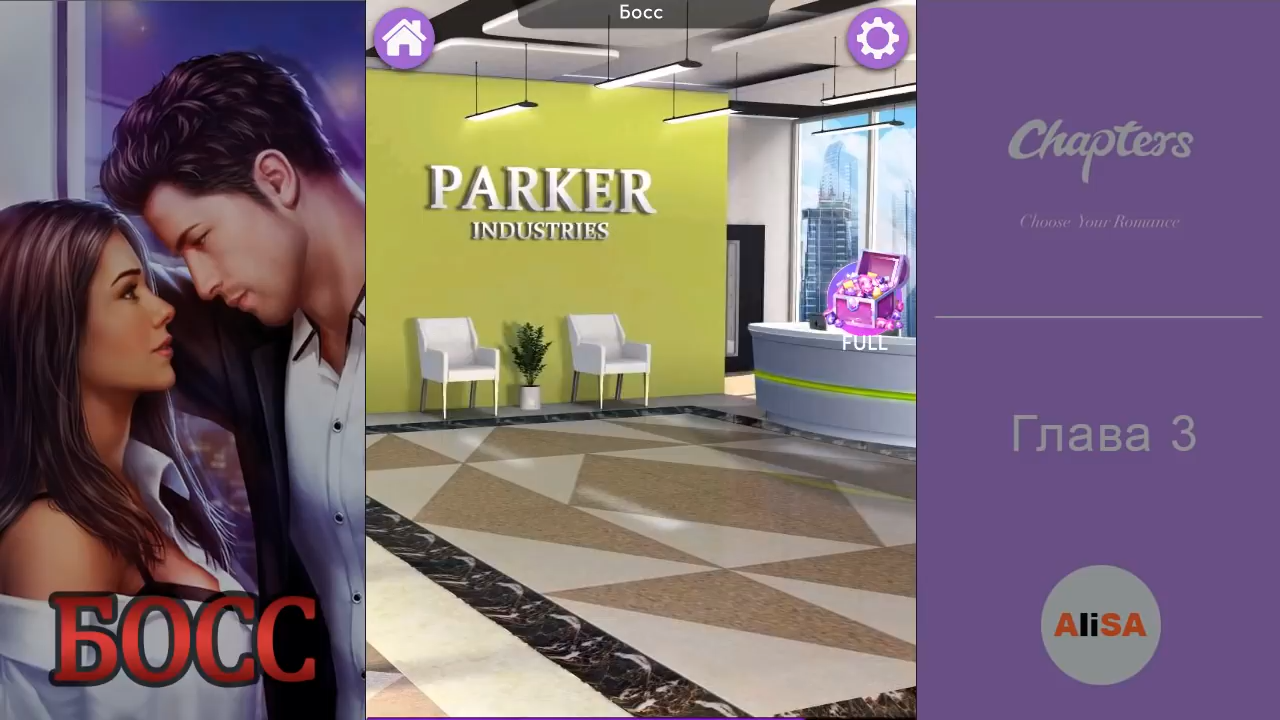 БОСС
Босс
PARKER
INDUSTRIES
FULL
Chapters
Choose Your Romance
Глава 3
AliSA